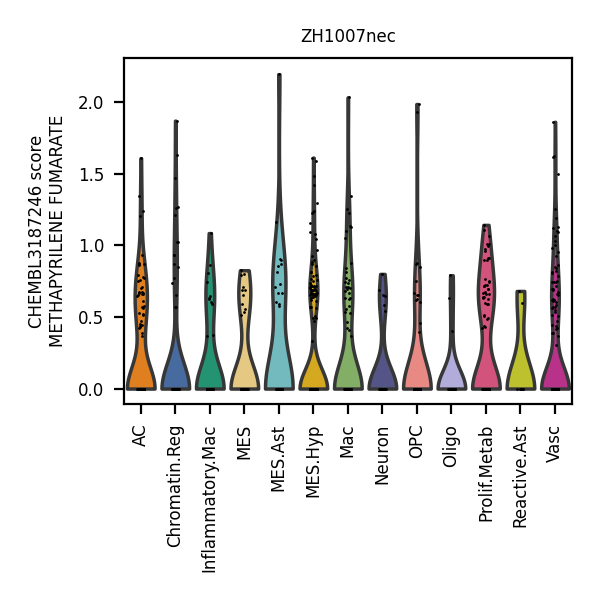 ZH1007nec
CHEMBL3187246 score
METHAPYRILENE FUMARATE
2.0
1.5
1.0
0.5
0.0
AC
Chromatin.Reg
Inflammatory.Mac
MES
MES.Ast
MES.Hyp
Mac
Neuron
OPC
Oligo
Prolif.Metab
Reactive.Ast
Vasc